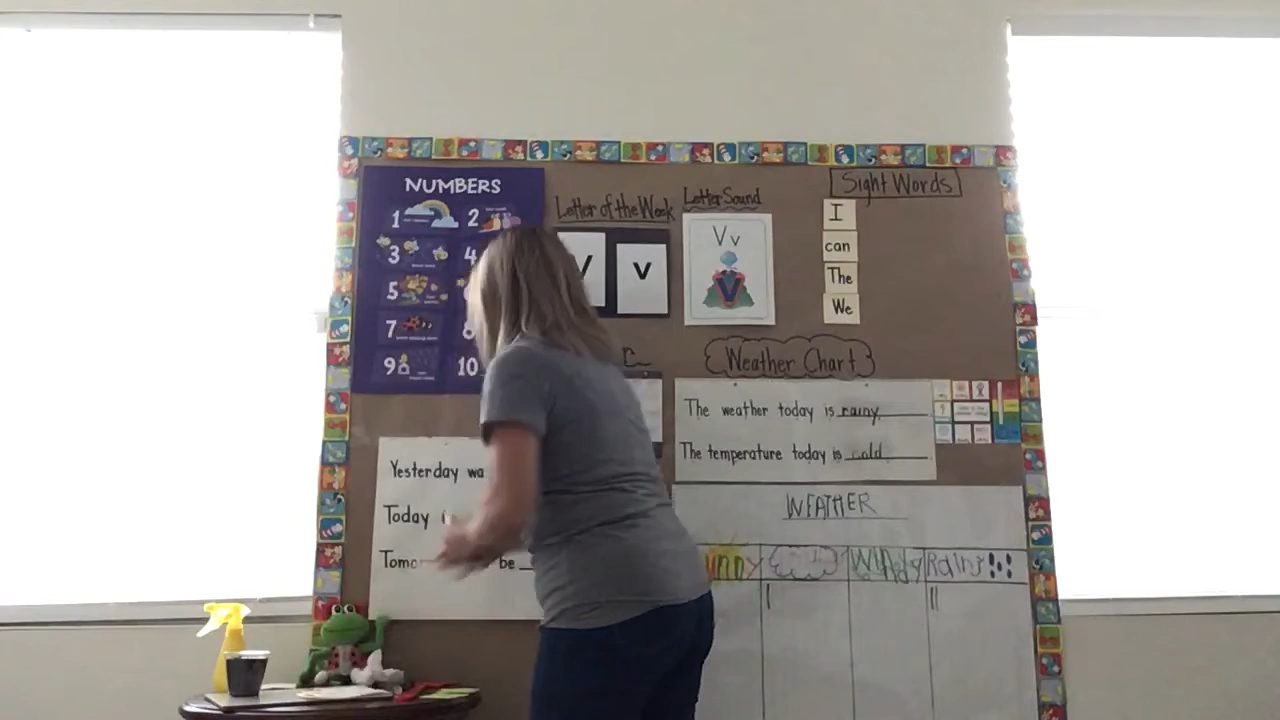 NUMBERS
1 2
3 4
5
7 8
9 10
Letter of the Week
V v
Letter Sound
Vv
V
Sight Words
I
can
The
We
Weather Chart
The weather today is rainy
The temperature today is cold.
Yesterday wa
Today
Tomo be
WEATHER
unny Windy Rainy